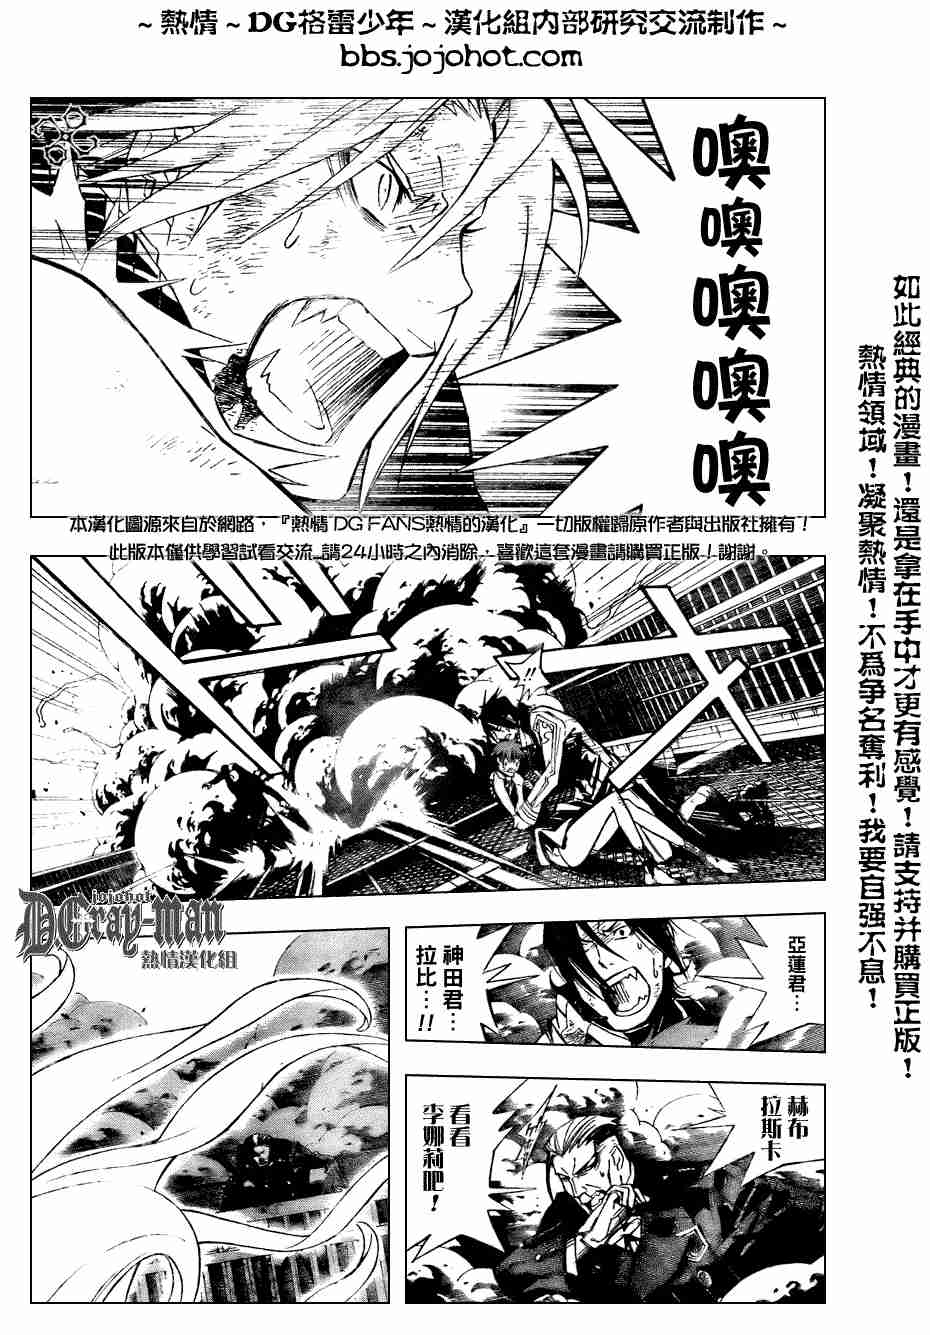 ～熱情～DG格雷少年～漢化組內部研究交流制作～
bbs.jojohot.com
噢噢噢噢噢
如此經典的漫畫！還是拿在手中才更有感覺！請支持并購買正版！
熱情領域！凝聚熱情！不爲争名奪利！我要自强不息！
本漢化圖源來自於網路，『熱情 DG FANS熱情的漢化』一切版權歸原作者與出版社擁有！
此版本僅供學習試看交流,請24小時之內消除，喜歡這套漫畫請購買正版！謝謝。
jojohot
DGray-man
熱情漢化組
亞蓮君…
神田君…
拉比…!!
赫布
拉斯卡
看看
李娜莉吧！